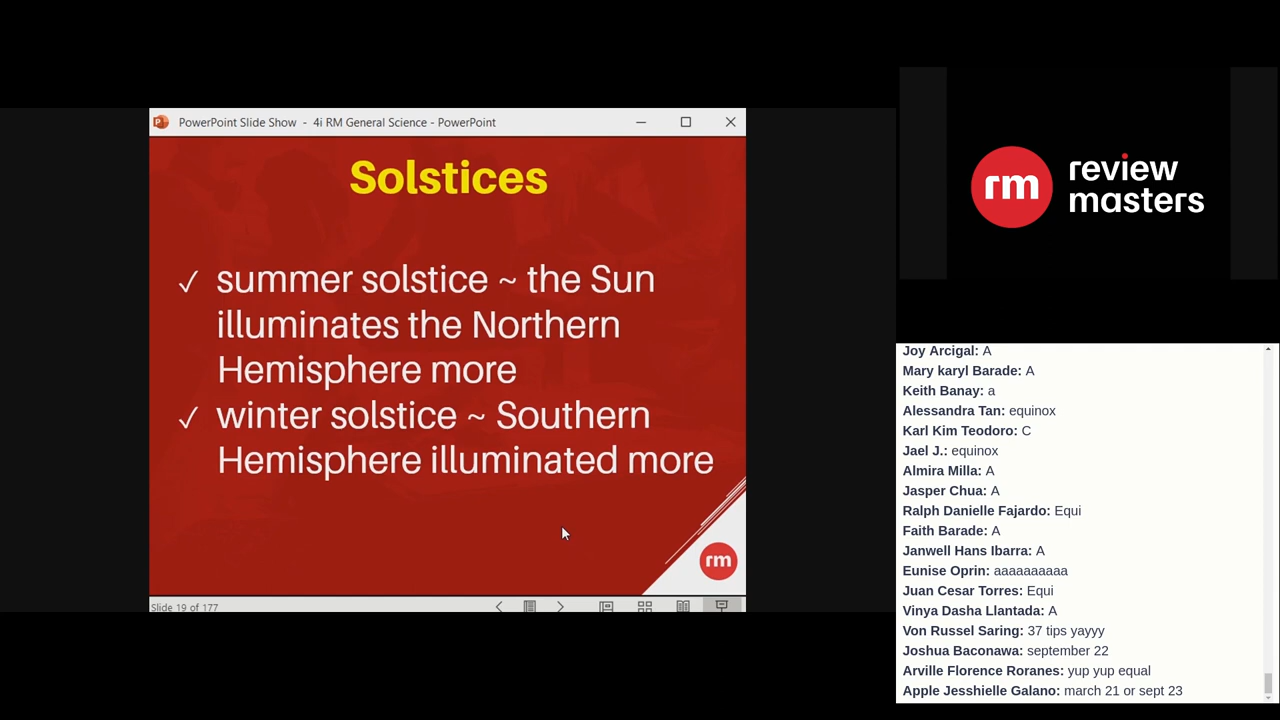 PowerPoint Slide Show - 4i RM General Science - PowerPoint
Solstices
✓ summer solstice ~ the Sun
illuminates the Northern
Hemisphere more
✓ winter solstice ~ Southern
Hemisphere illuminated more
rm
Slide 19 of 177
rm review
masters
Joy Arcigal: A
Mary karyl Barade: A
Keith Banay: a
Alessandra Tan: equinox
Karl Kim Teodoro: C
Jael J.: equinox
Almira Milla: A
Jasper Chua: A
Ralph Danielle Fajardo: Equi
Faith Barade: A
Janwell Hans Ibarra: A
Eunise Oprin: aaaaaaaaaa
Juan Cesar Torres: Equi
Vinya Dasha Llantada: A
Von Russel Saring: 37 tips yayyy
Joshua Baconawa: september 22
Arville Florence Roranes: yup yup equal
Apple Jesshielle Galano: march 21 or sept 23